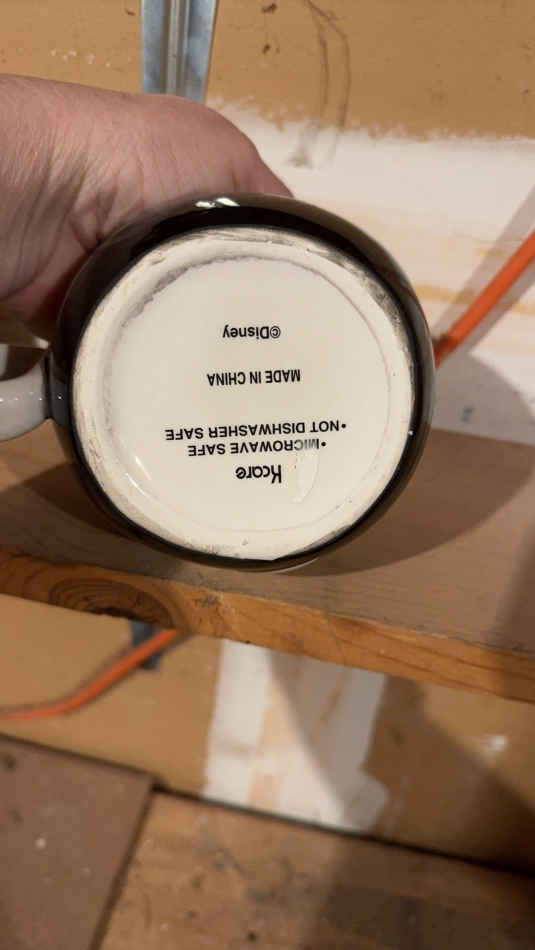 Kcare
•MICROWAVE SAFE
•NOT DISHWASHER SAFE
MADE IN CHINA
©Disney